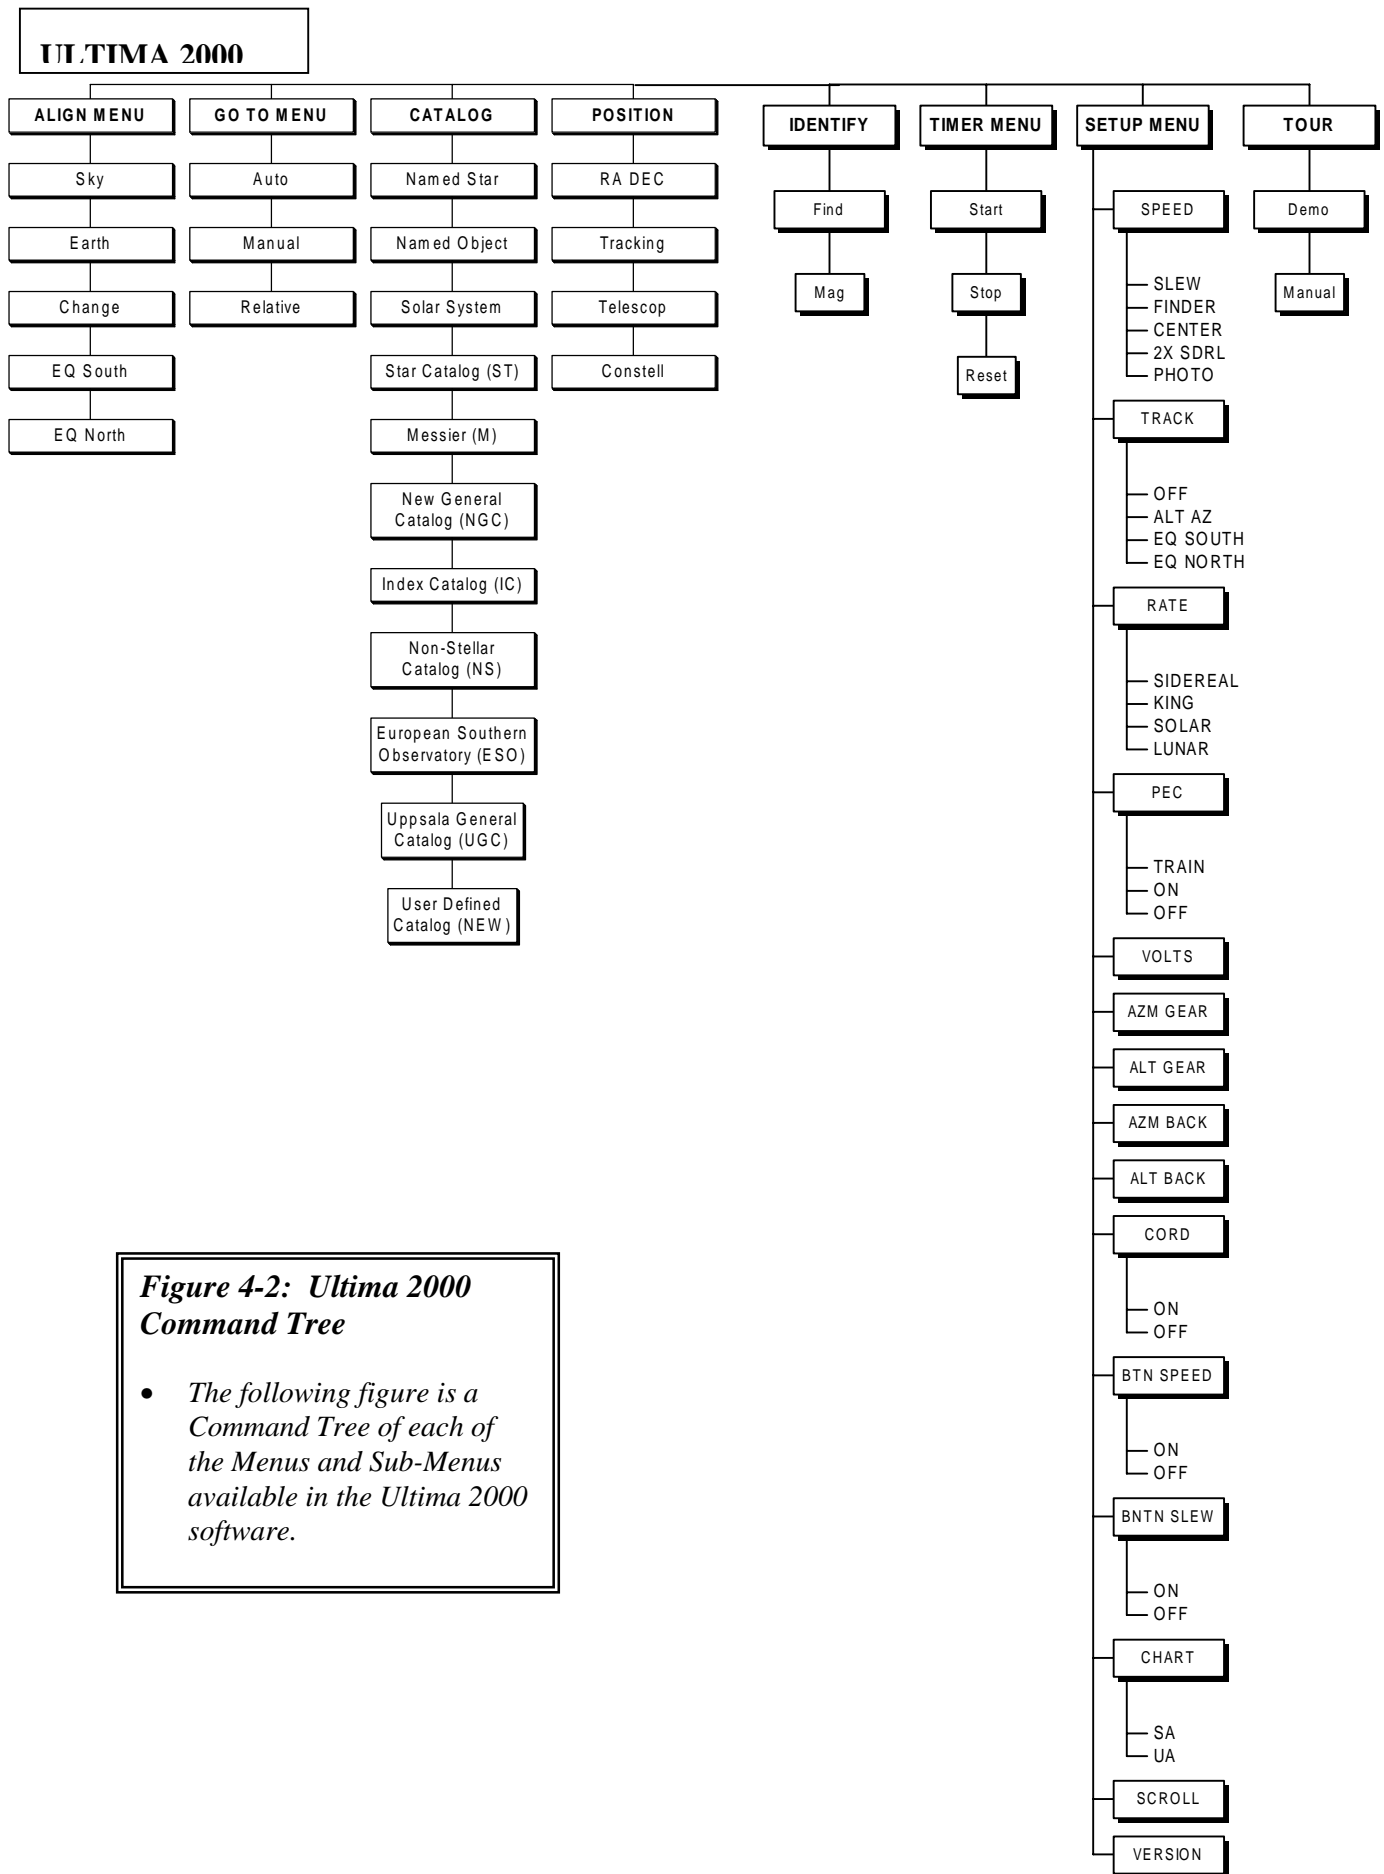 ULTIMA 2000
ALIGN MENU
Sky
Earth
Change
EQ South
EQ North
GO TO MENU
Auto
Manual
Relative
CATALOG
Named Star
Named Object
Solar System
Star Catalog (ST)
Messier (M)
New General
Catalog (NGC)
Index Catalog (IC)
Non-Stellar
Catalog (NS)
European Southern
Observatory (ESO)
Uppsala General
Catalog (UGC)
User Defined
Catalog (NEW)
POSITION
RA DEC
Tracking
Telescop
Constell
IDENTIFY
Find
Mag
TIMER MENU
Start
Stop
Reset
SETUP MENU
SPEED
SLEW
FINDER
CENTER
2X SDRL
PHOTO
TRACK
OFF
ALT AZ
EQ SOUTH
EQ NORTH
RATE
SIDEREAL
KING
SOLAR
LUNAR
PEC
TRAIN
ON
OFF
VOLTS
AZM GEAR
ALT GEAR
AZM BACK
ALT BACK
CORD
ON
OFF
BTN SPEED
ON
OFF
BNTN SLEW
ON
OFF
CHART
SA
UA
SCROLL
VERSION
TOUR
Demo
Manual
Figure 4-2: Ultima 2000
Command Tree
• The following figure is a
Command Tree of each of
the Menus and Sub-Menus
available in the Ultima 2000
software.